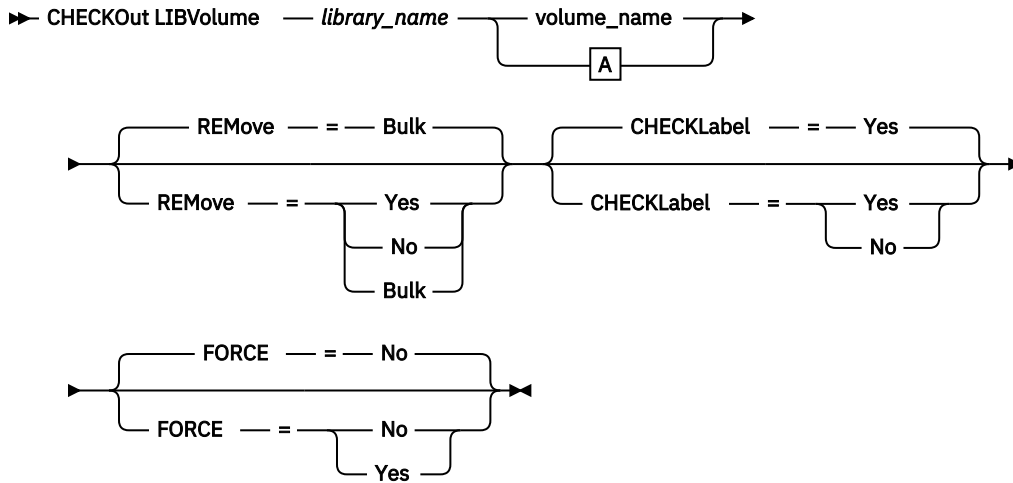 CHECKOut LIBVolume library_name volume_name
A
REMove = Bulk CHECKLabel = Yes
REMove = Yes CHECKLabel = Yes
No No
Bulk
FORCE = No
FORCE = No
Yes